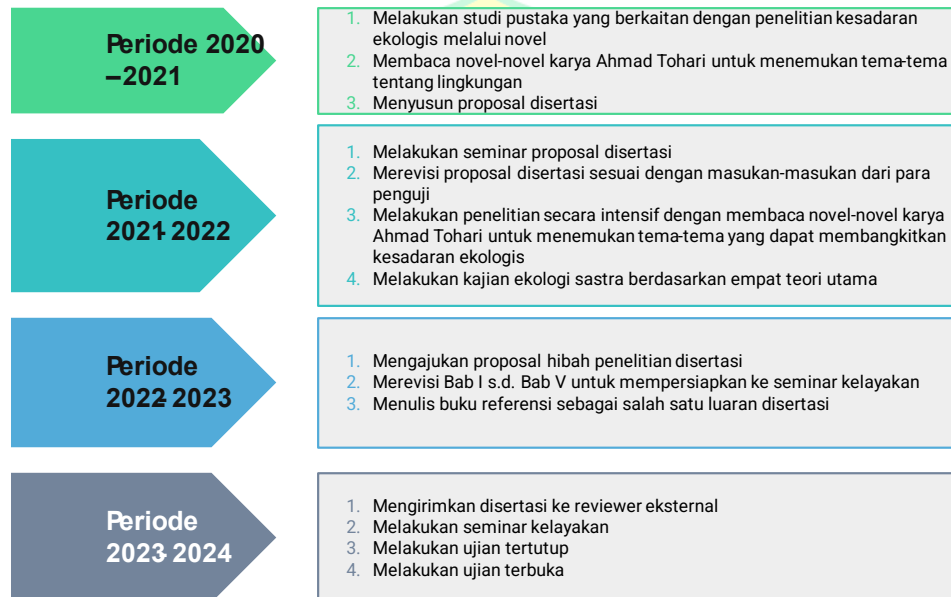 Periode 2020
–2021
1. Melakukan studi pustaka yang berkaitan dengan penelitian kesadaran
ekologis melalui novel
2. Membaca novel-novel karya Ahmad Tohari untuk menemukan tema-tema
tentang lingkungan
3. Menyusun proposal disertasi
Periode
2021-2022
1. Melakukan seminar proposal disertasi
2. Merevisi proposal disertasi sesuai dengan masukan-masukan dari para
penguji
3. Melakukan penelitian secara intensif dengan membaca novel-novel karya
Ahmad Tohari untuk menemukan tema-tema yang dapat membangkitkan
kesadaran ekologis
4. Melakukan kajian ekologi sastra berdasarkan empat teori utama
Periode
2022-2023
1. Mengajukan proposal hibah penelitian disertasi
2. Merevisi Bab I s.d. Bab V untuk mempersiapkan ke seminar kelayakan
3. Menulis buku referensi sebagai salah satu luaran disertasi
Periode
2023-2024
1. Mengirimkan disertasi ke reviewer eksternal
2. Melakukan seminar kelayakan
3. Melakukan ujian tertutup
4. Melakukan ujian terbuka